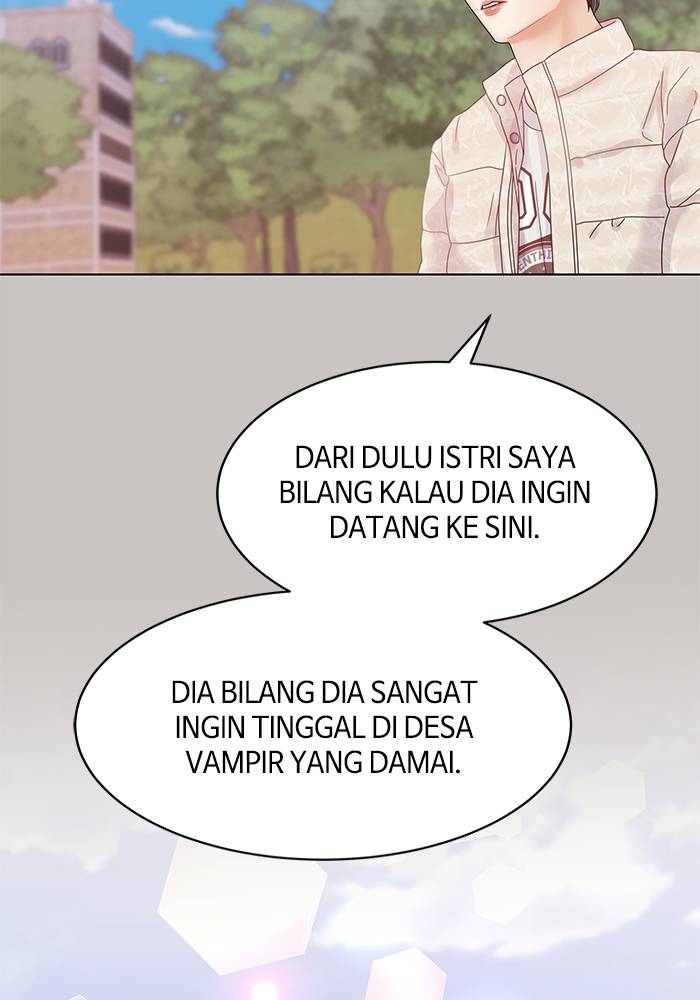 ENTHI
DARI DULU ISTRI SAYA
BILANG KALAU DIA INGIN
DATANG KE SINI.
DIA BILANG DIA SANGAT
INGIN TINGGAL DI DESA
VAMPIR YANG DAMAI.